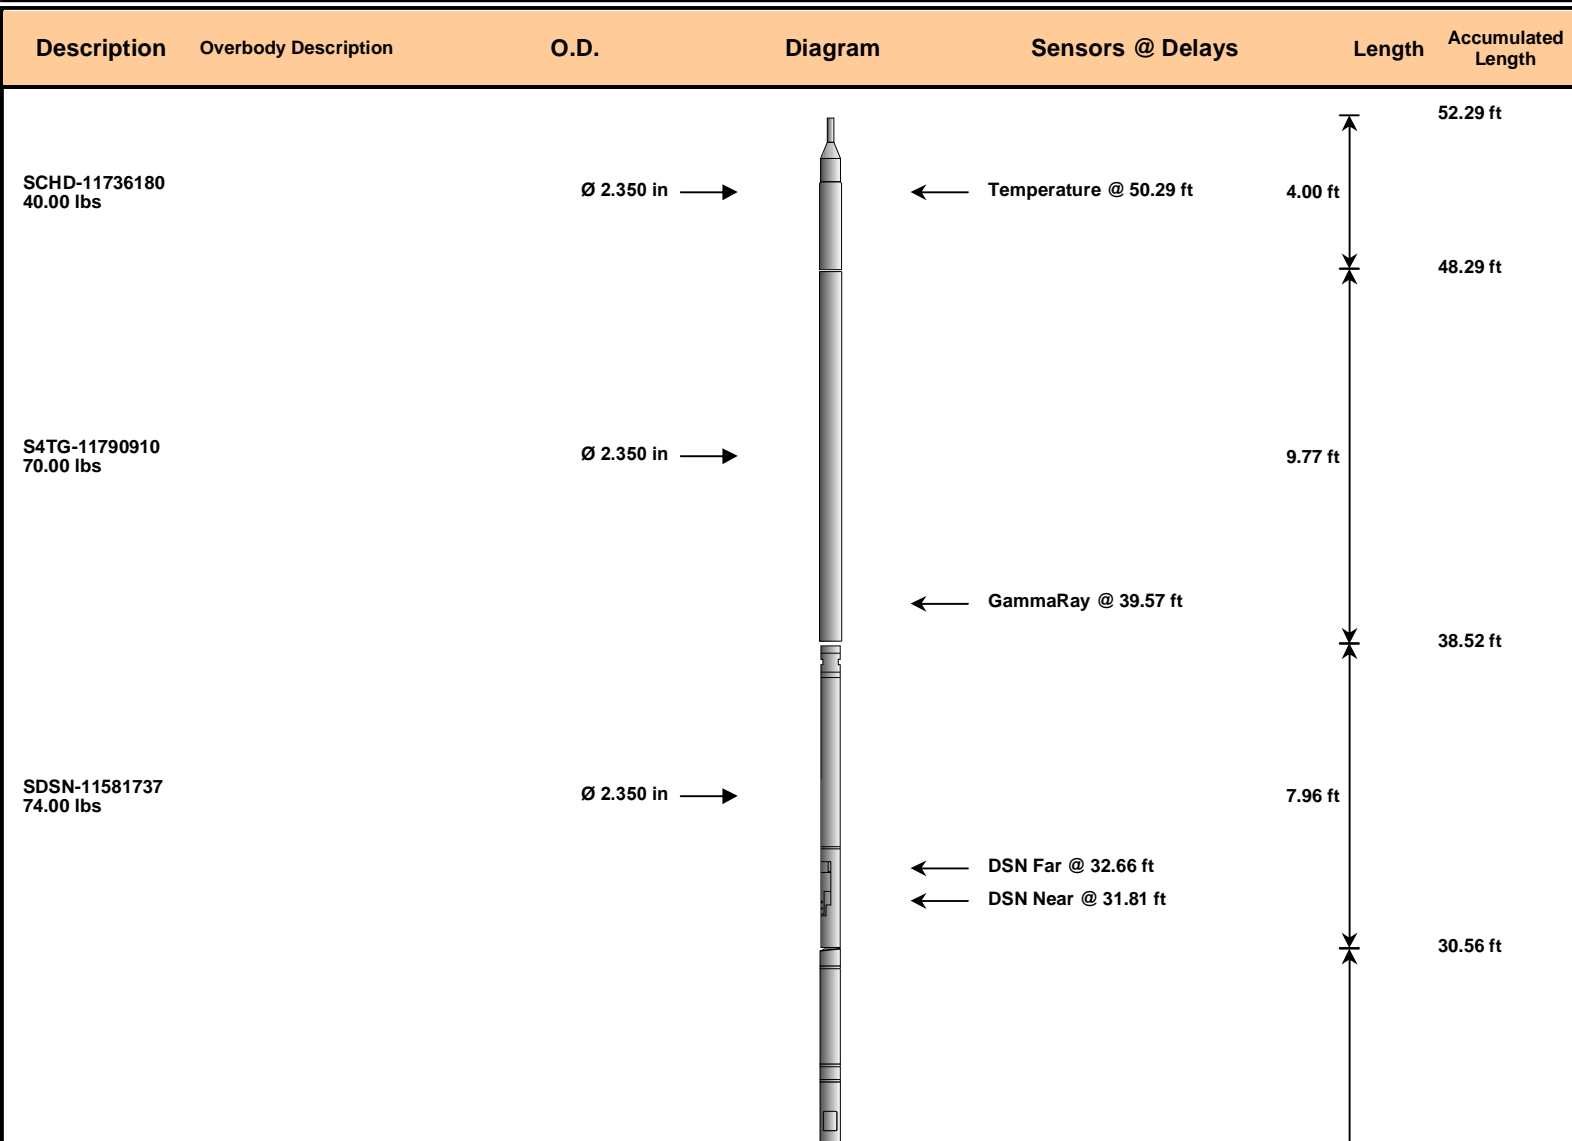 Description Overbody Description O.D. Diagram Sensors @ Delays Length Accumulated
Length
52.29 ft
SCHD-11736180
40.00 lbs
Ø 2.350 in
Temperature @ 50.29 ft
4.00 ft
48.29 ft
S4TG-11790910
70.00 lbs
Ø 2.350 in
9.77 ft
GammaRay @ 39.57 ft
38.52 ft
SDSN-11581737
74.00 lbs
Ø 2.350 in
7.96 ft
DSN Far @ 32.66 ft
DSN Near @ 31.81 ft
30.56 ft